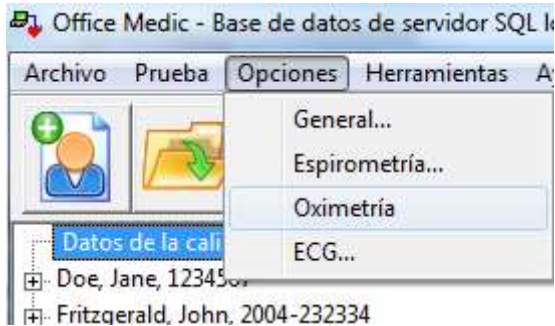 Office Medic - Base de datos de servidor SQL
Archivo Prueba Opciones Herramientas
General...
Espirometría...
Oximetría
ECG...
Datos de la cali
Doe, Jane,
Fritzgerald, John, 2004-232334